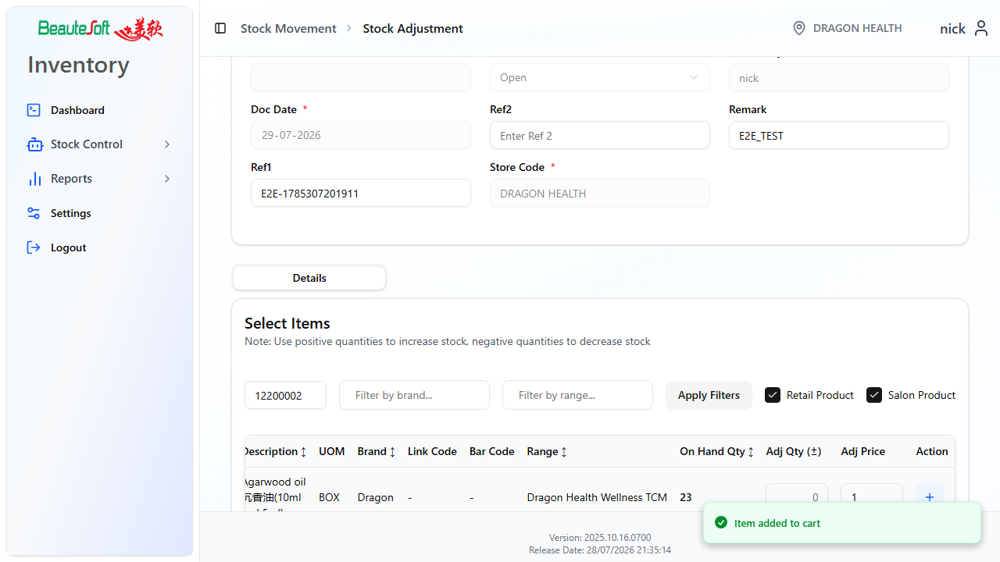 BeauteSoft 美软
Inventory
Dashboard
Stock Control
Reports
Settings
Logout
Stock Movement > Stock Adjustment
DRAGON HEALTH
nick
Open
nick
Doc Date *
Ref2
Remark
29-07-2026
Enter Ref 2
E2E_TEST
Ref1
Store Code *
E2E-1785307201911
DRAGON HEALTH
Details
Select Items
Note: Use positive quantities to increase stock, negative quantities to decrease stock
12200002
Filter by brand...
Filter by range...
Apply Filters
Retail Product
Salon Product
Description UOM Brand Link Code Bar Code Range On Hand Qty Adj Qty (±) Adj Price Action
Agarwood oil
沉香油(10ml
BOX Dragon - - Dragon Health Wellness TCM 23 0 1 +
Item added to cart
Version: 2025.10.16.0700
Release Date: 28/07/2026 21:35:14